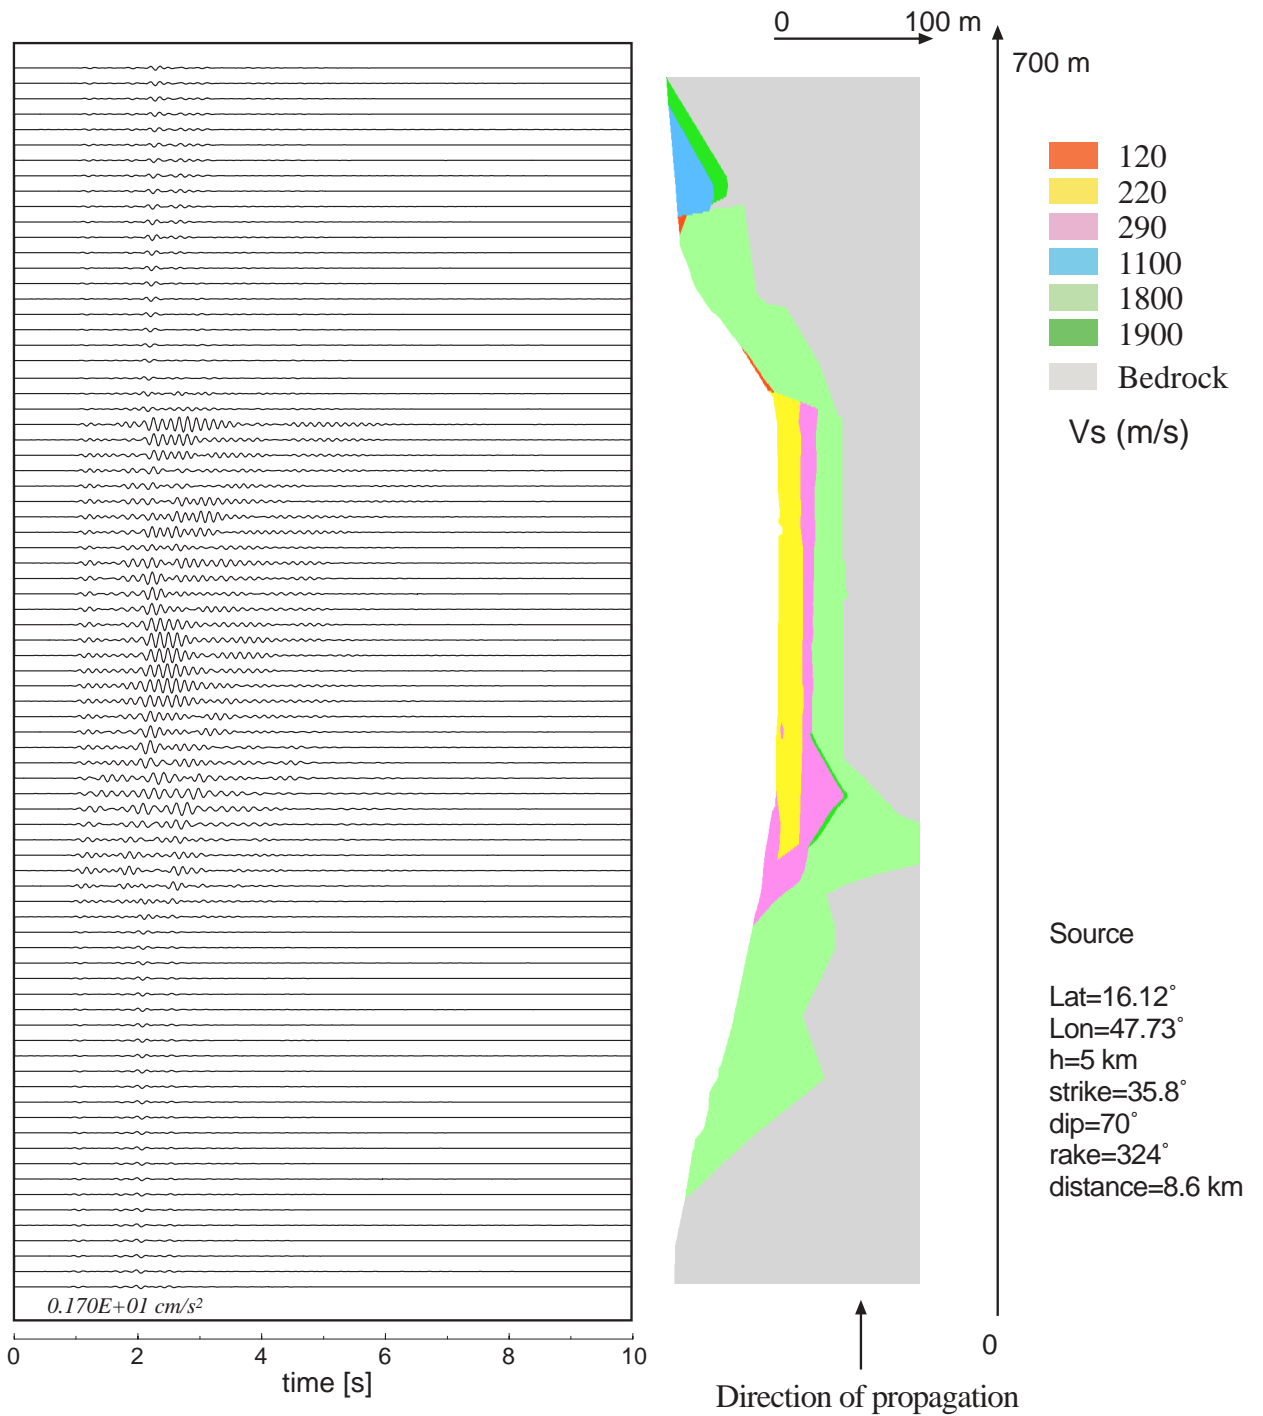 0 100 m
700 m
120
220
290
1100
1800
1900
Bedrock
Vs (m/s)
Source
Lat=16.12°
Lon=47.73°
h=5 km
strike=35.8°
dip=70°
rake=324°
distance=8.6 km
0
Direction of propagation
0.170E+01 cm/s²
0 2 4 6 8 10
time [s]